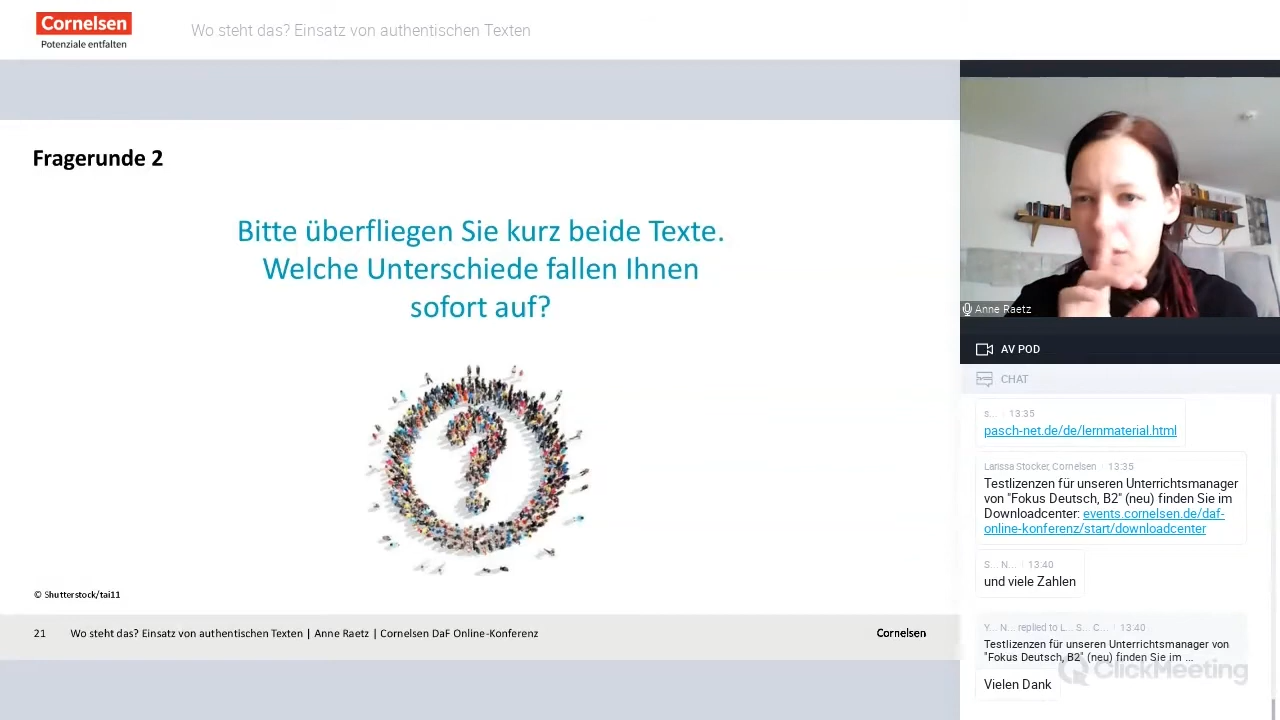 Cornelsen
Potenziale entfalten
Wo steht das? Einsatz von authentischen Texten
Fragerunde 2
Bitte überfliegen Sie kurz beide Texte.
Welche Unterschiede fallen Ihnen
sofort auf?
© Shutterstock/tai11
21 Wo steht das? Einsatz von authentischen Texten | Anne Raetz | Cornelsen DaF Online-Konferenz
Cornelsen
Anne Raetz
AV POD
CHAT
s... 13:35
pasch-net.de/de/lernmaterial.html
Larissa Stocker, Cornelsen 13:35
Testlizenzen für unseren Unterrichtsmanager
von "Fokus Deutsch, B2" (neu) finden Sie im
Downloadcenter: events.cornelsen.de/daf-
online-konferenz/start/downloadcenter
S... N... 13:40
und viele Zahlen
Y... N... replied to L... S... C... 13:40
Testlizenzen für unseren Unterrichtsmanager von
"Fokus Deutsch, B2" (neu) finden Sie im ...
ClickMeeting
Vielen Dank